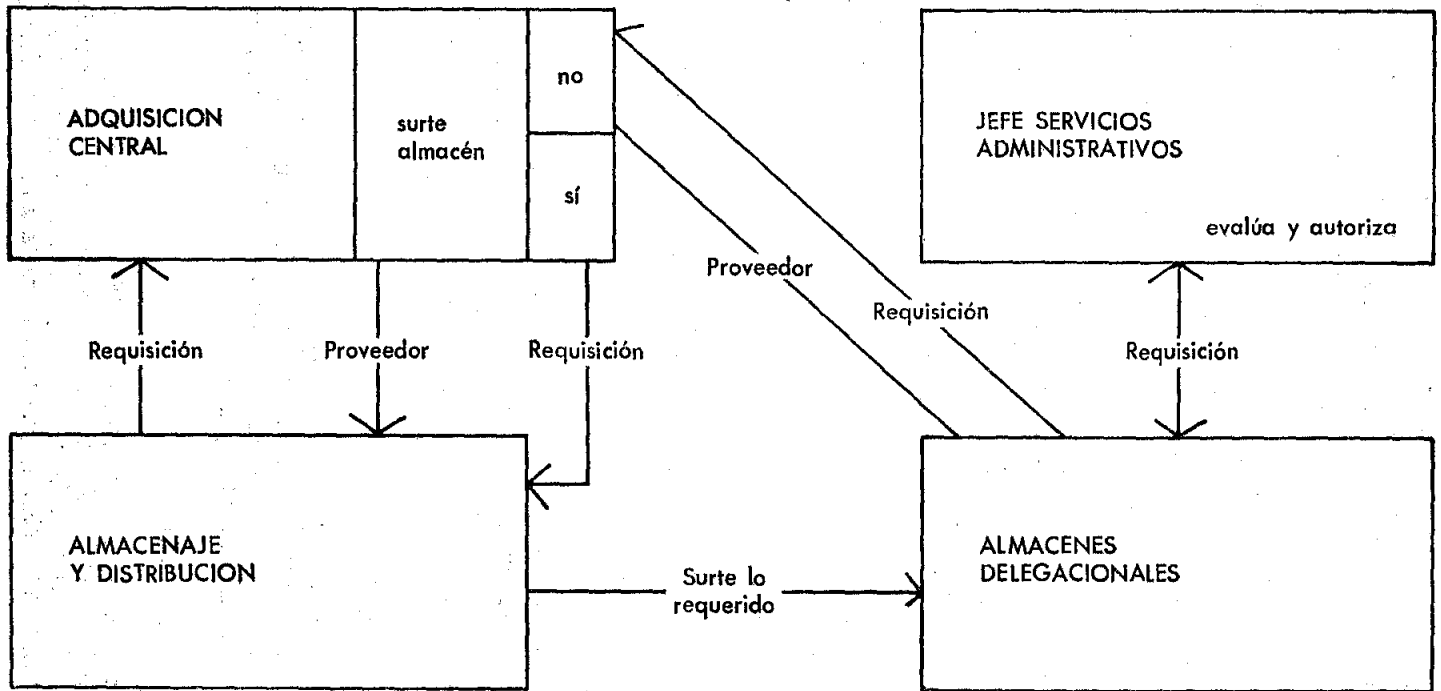 ADQUISICION
CENTRAL
surte
almacén
no
sí
JEFE SERVICIOS
ADMINISTRATIVOS
evalúa y autoriza
Requisición
Proveedor
Requisición
Proveedor
Requisición
Requisición
ALMACENAJE
Y DISTRIBUCION
Surte lo
requerido
ALMACENES
DELEGACIONALES